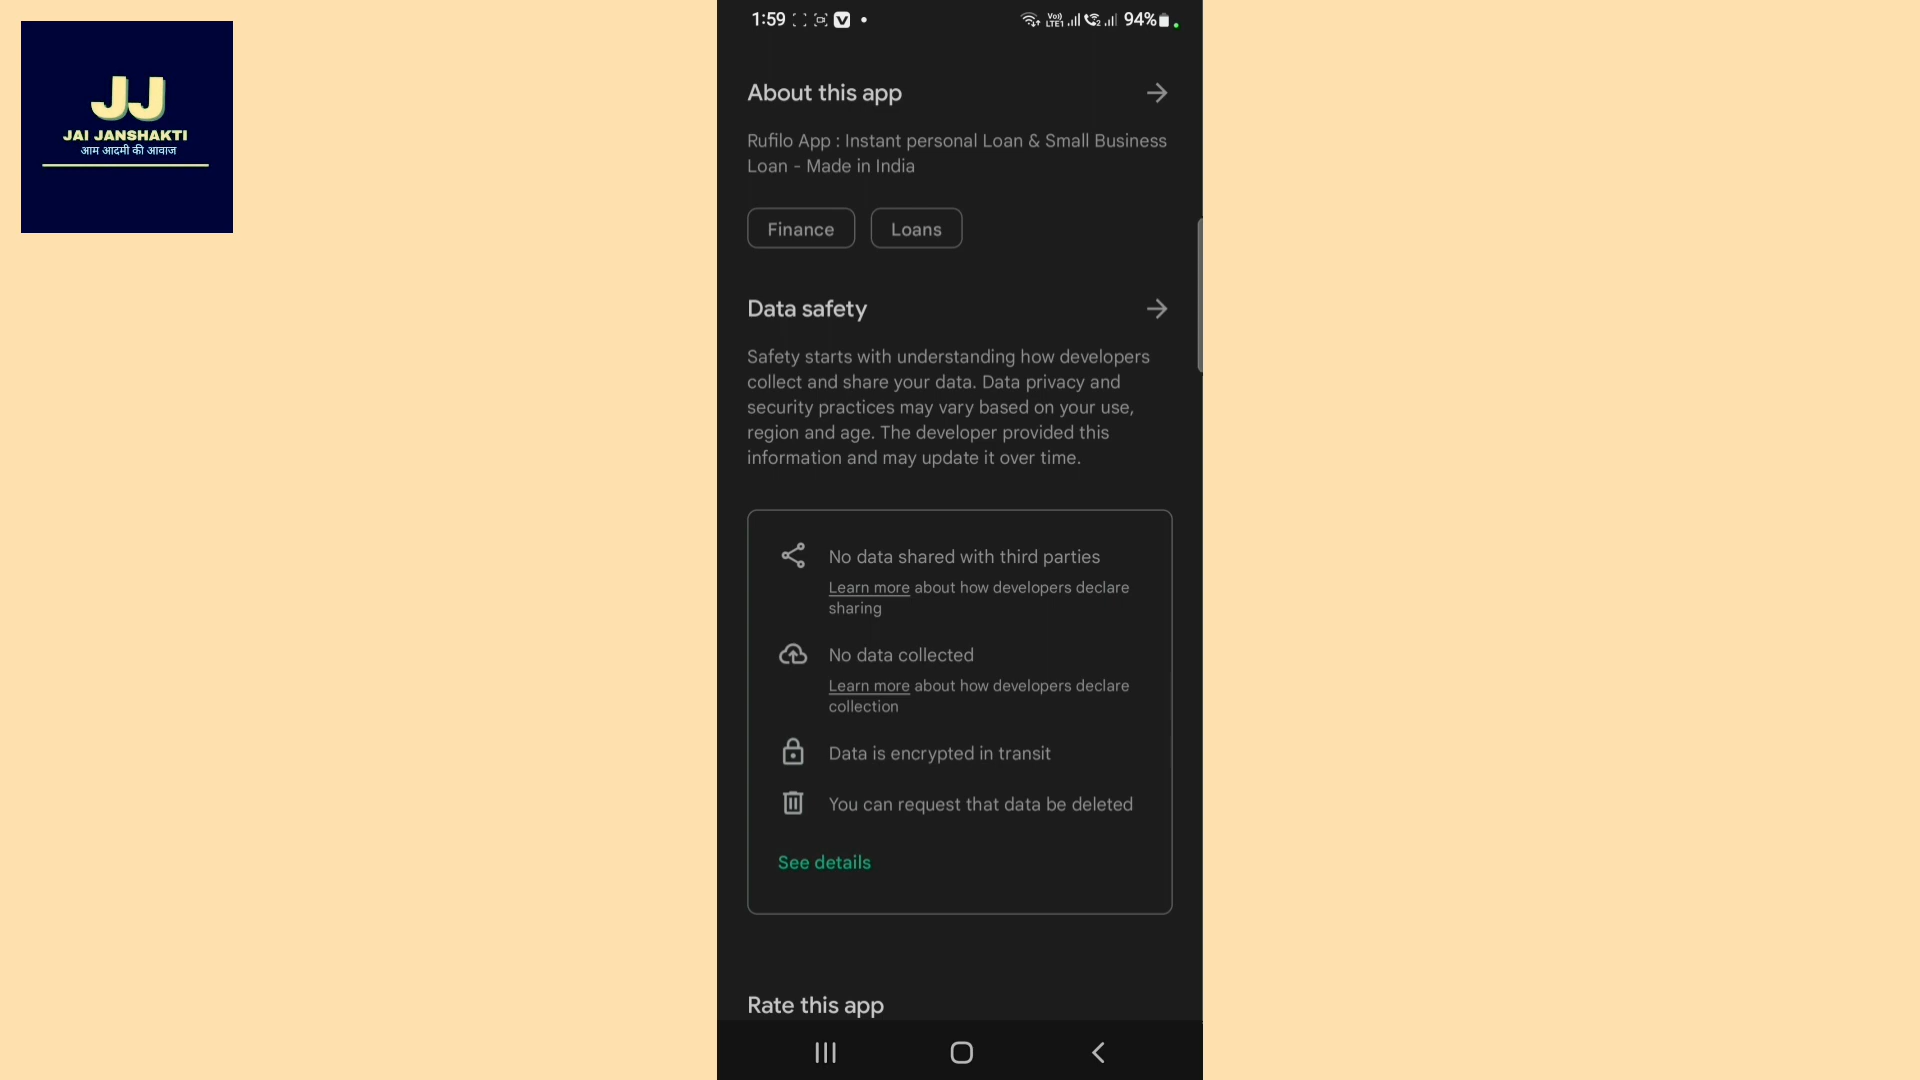 JJ
JAI JANSHAKTI
आम आदमी की आवाज
1:59
Vo))
LTE1
2
94%
About this app
Rufilo App : Instant personal Loan & Small Business
Loan - Made in India
Finance
Loans
Data safety
Safety starts with understanding how developers
collect and share your data. Data privacy and
security practices may vary based on your use,
region and age. The developer provided this
information and may update it over time.
No data shared with third parties
Learn more about how developers declare
sharing
No data collected
Learn more about how developers declare
collection
Data is encrypted in transit
You can request that data be deleted
See details
Rate this app